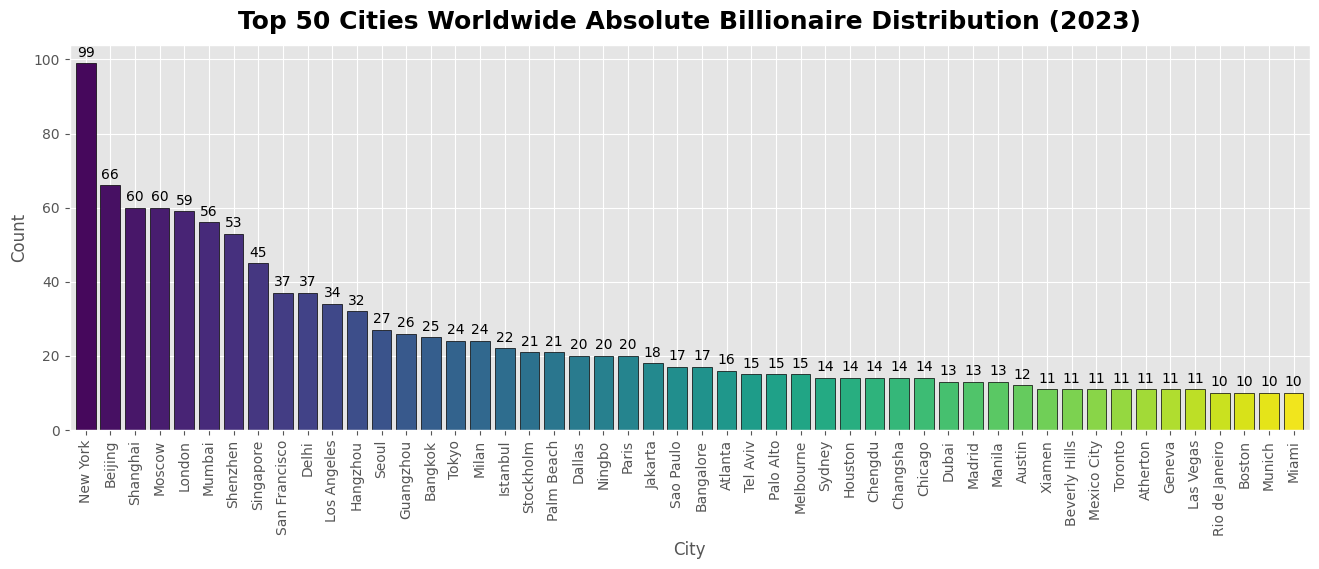 Top 50 Cities Worldwide Absolute Billionaire Distribution (2023)
Count
100
80
60
40
20
0
99
66
60
60
59
56
53
45
37
37
34
32
27
26
25
24
24
22
21
21
20
20
20
18
17
17
16
15
15
15
14
14
14
14
14
13
13
13
12
11
11
11
11
11
11
11
10
10
10
10
New York
Beijing
Shanghai
Moscow
London
Mumbai
Shenzhen
Singapore
San Francisco
Delhi
Los Angeles
Hangzhou
Seoul
Guangzhou
Bangkok
Tokyo
Milan
Istanbul
Stockholm
Palm Beach
Dallas
Ningbo
Paris
Jakarta
Sao Paulo
Bangalore
Atlanta
Tel Aviv
Palo Alto
Melbourne
Sydney
Houston
Chengdu
Changsha
Chicago
Dubai
Madrid
Manila
Austin
Xiamen
Beverly Hills
Mexico City
Toronto
Atherton
Geneva
Las Vegas
Rio de Janeiro
Boston
Munich
Miami
City